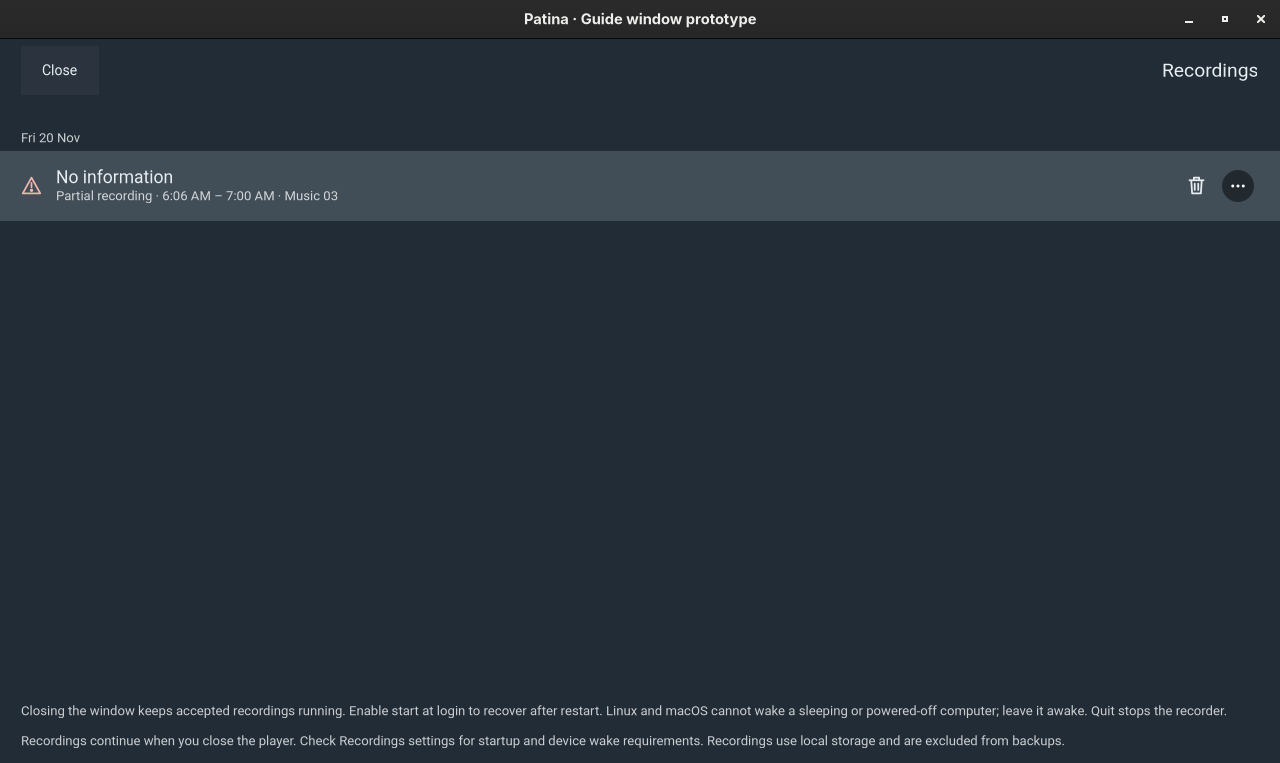 Patina · Guide window prototype
Close
Recordings
Fri 20 Nov
No information
Partial recording · 6:06 AM – 7:00 AM · Music 03
Closing the window keeps accepted recordings running. Enable start at login to recover after restart. Linux and macOS cannot wake a sleeping or powered-off computer; leave it awake. Quit stops the recorder.
Recordings continue when you close the player. Check Recordings settings for startup and device wake requirements. Recordings use local storage and are excluded from backups.